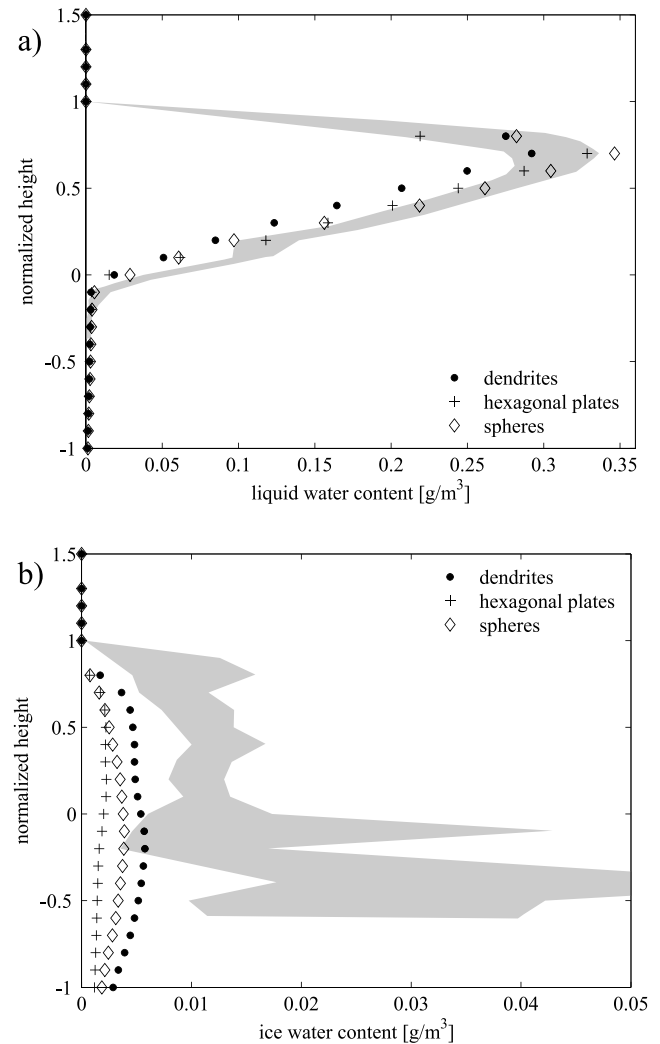 a)
1.5
1
0.5
0
-0.5
-1
normalized height
dendrites
hexagonal plates
spheres
0 0.05 0.1 0.15 0.2 0.25 0.3 0.35
liquid water content [g/m³]
b)
1.5
1
0.5
0
-0.5
-1
normalized height
dendrites
hexagonal plates
spheres
0 0.01 0.02 0.03 0.04 0.05
ice water content [g/m³]